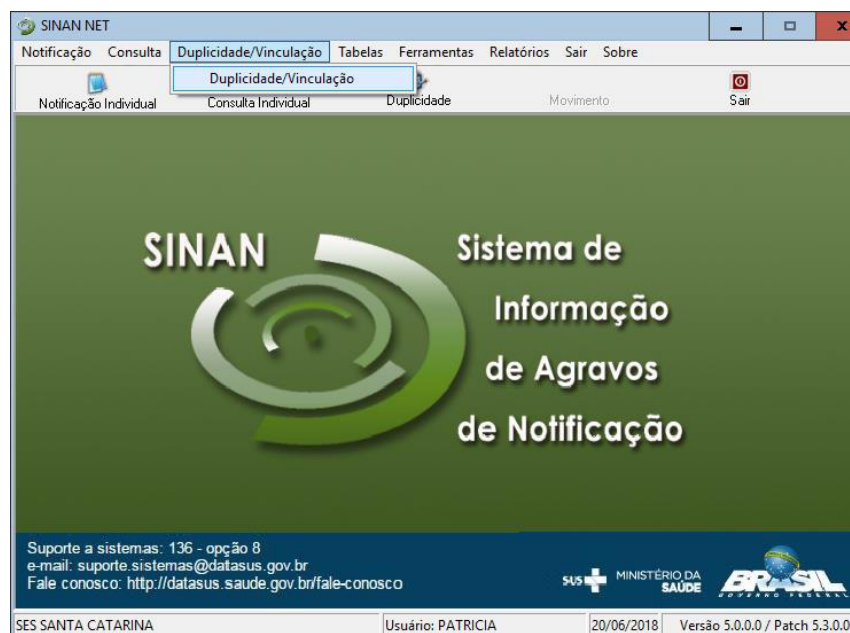 SINAN NET
Notificação Consulta Duplicidade/Vinculação Tabelas Ferramentas Relatórios Sair Sobre
Duplicidade/Vinculação
Notificação Individual Consulta Individual Duplicidade Movimento Sair
SINAN
Sistema de
Informação
de Agravos
de Notificação
Suporte a sistemas: 136 - opção 8
e-mail: suporte.sistemas@datasus.gov.br
Fale conosco: http://datasus.saude.gov.br/fale-conosco
SUS MINISTÉRIO DA
SAÚDE
BRASIL
GOVERNO FEDERAL
SES SANTA CATARINA Usuário: PATRICIA 20/06/2018 Versão 5.0.0.0 / Patch 5.3.0.0